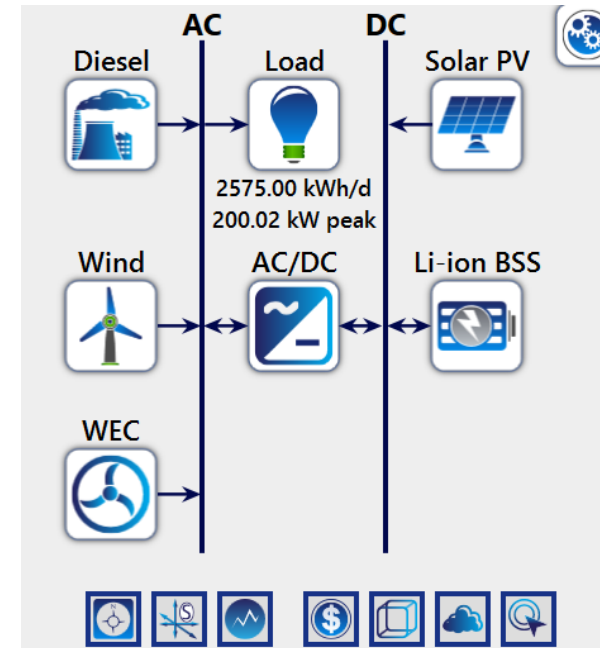 AC DC
Diesel Load Solar PV
2575.00 kWh/d
200.02 kW peak
Wind AC/DC Li-ion BSS
WEC
N
S
$